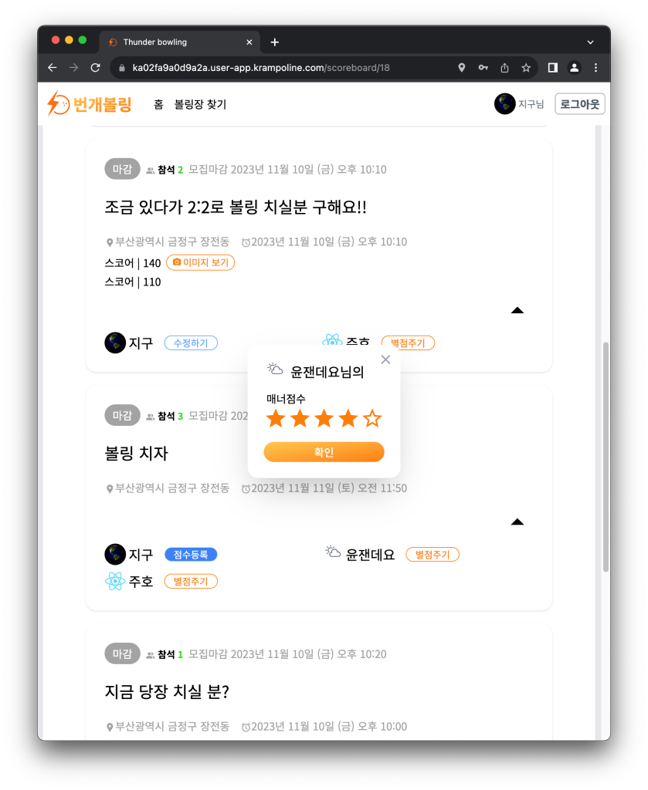 Thunder bowling
ka02fa9a0d9a2a.user-app.krampoline.com/scoreboard/18
번개볼링 홈 볼링장 찾기 지구님 로그아웃
마감 참석 2 모집마감 2023년 11월 10일 (금) 오후 10:10
조금 있다가 2:2로 볼링 치실분 구해요!!
부산광역시 금정구 장전동 2023년 11월 10일 (금) 오후 10:10
스코어 | 140 이미지 보기
스코어 | 110
지구 수정하기 주호 별점주기
윤잰데요님의
매너점수
확인
마감 참석 3 모집마감 202
볼링 치자
부산광역시 금정구 장전동 2023년 11월 11일 (토) 오전 11:50
지구 점수등록 윤잰데요 별점주기
주호 별점주기
마감 참석 1 모집마감 2023년 11월 10일 (금) 오후 10:20
지금 당장 치실 분?
부산광역시 금정구 장전동 2023년 11월 10일 (금) 오후 10:00